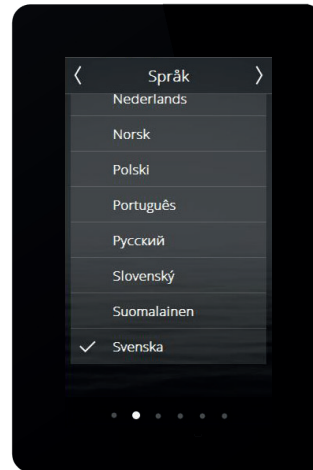 Språk
Nederlands
Norsk
Polski
Português
Русский
Slovenský
Suomalainen
Svenska